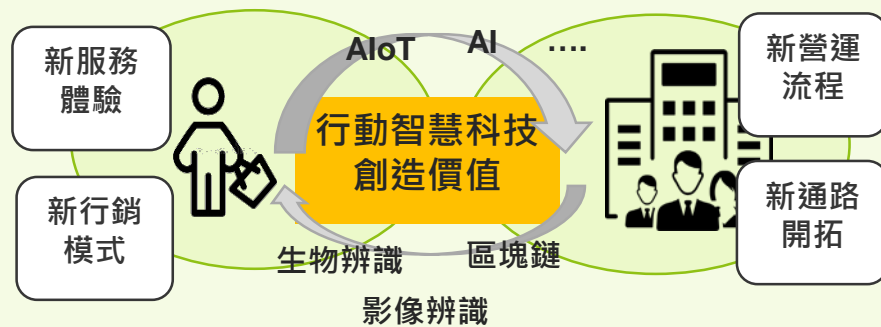 AIoT AI ....
新服務
體驗
新營運
流程
行動智慧科技
創造價值
新行銷
模式
新通路
開拓
生物辨識 區塊鏈
影像辨識